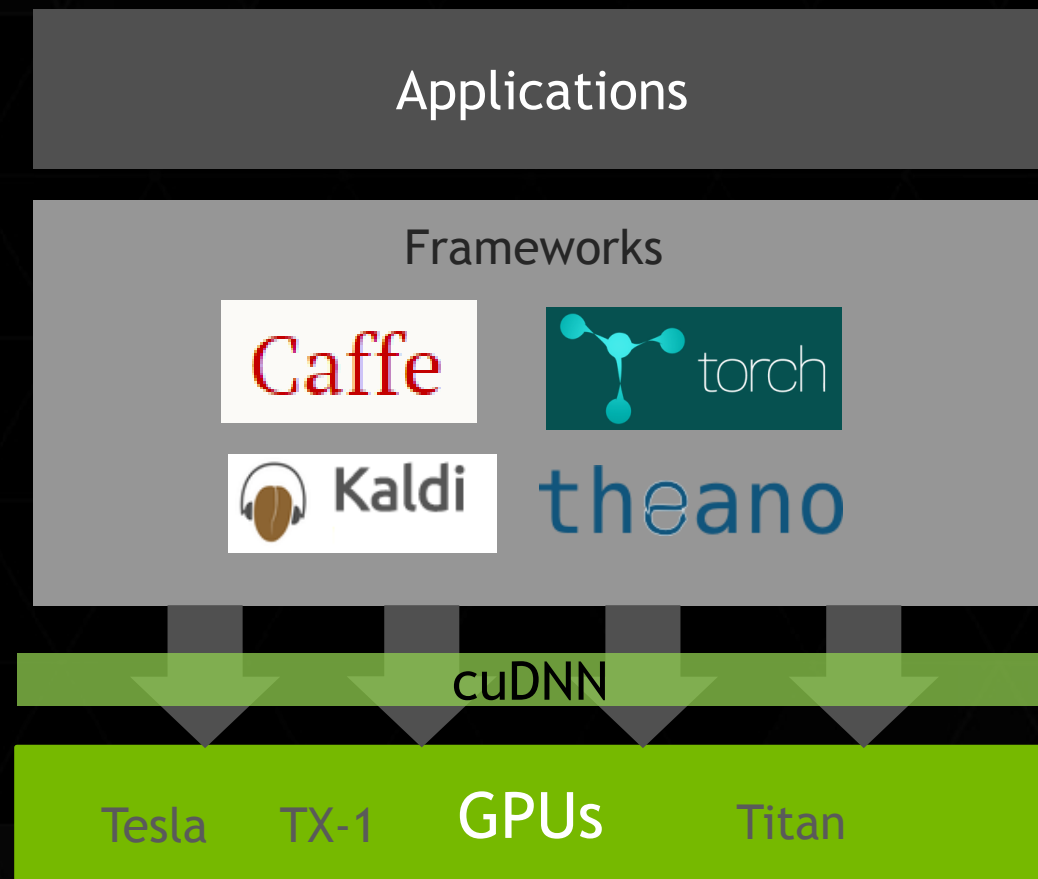 Applications
Frameworks
Caffe
torch
Kaldi
theano
cuDNN
Tesla TX-1 GPUs Titan